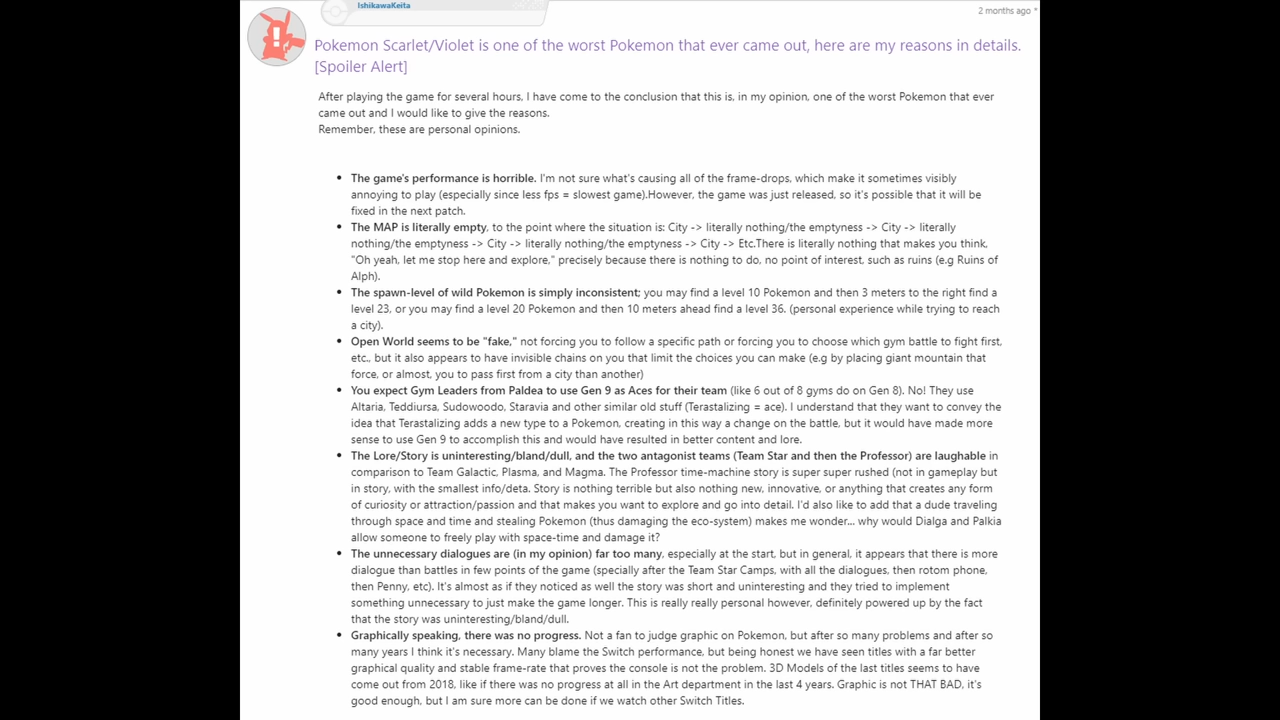 IshikawaKeita
2 months ago *
Pokemon Scarlet/Violet is one of the worst Pokemon that ever came out, here are my reasons in details.
[Spoiler Alert]
After playing the game for several hours, I have come to the conclusion that this is, in my opinion, one of the worst Pokemon that ever
came out and I would like to give the reasons.
Remember, these are personal opinions.
• The game's performance is horrible. I'm not sure what's causing all of the frame-drops, which make it sometimes visibly
annoying to play (especially since less fps = slowest game).However, the game was just released, so it's possible that it will be
fixed in the next patch.
• The MAP is literally empty, to the point where the situation is: City -> literally nothing/the emptyness -> City -> literally
nothing/the emptyness -> City -> literally nothing/the emptyness -> City -> Etc.There is literally nothing that makes you think,
"Oh yeah, let me stop here and explore," precisely because there is nothing to do, no point of interest, such as ruins (e.g Ruins of
Alph).
• The spawn-level of wild Pokemon is simply inconsistent; you may find a level 10 Pokemon and then 3 meters to the right find a
level 23, or you may find a level 20 Pokemon and then 10 meters ahead find a level 36. (personal experience while trying to reach
a city).
• Open World seems to be "fake," not forcing you to follow a specific path or forcing you to choose which gym battle to fight first,
etc., but it also appears to have invisible chains on you that limit the choices you can make (e.g by placing giant mountain that
force, or almost, you to pass first from a city than another)
• You expect Gym Leaders from Paldea to use Gen 9 as Aces for their team (like 6 out of 8 gyms do on Gen 8). No! They use
Altaria, Teddiursa, Sudowoodo, Staravia and other similar old stuff (Terastalizing = ace). I understand that they want to convey the
idea that Terastalizing adds a new type to a Pokemon, creating in this way a change on the battle, but it would have made more
sense to use Gen 9 to accomplish this and would have resulted in better content and lore.
• The Lore/Story is uninteresting/bland/dull, and the two antagonist teams (Team Star and then the Professor) are laughable in
comparison to Team Galactic, Plasma, and Magma. The Professor time-machine story is super super rushed (not in gameplay but
in story, with the smallest info/deta. Story is nothing terrible but also nothing new, innovative, or anything that creates any form
of curiosity or attraction/passion and that makes you want to explore and go into detail. I'd also like to add that a dude traveling
through space and time and stealing Pokemon (thus damaging the eco-system) makes me wonder... why would Dialga and Palkia
allow someone to freely play with space-time and damage it?
• The unnecessary dialogues are (in my opinion) far too many, especially at the start, but in general, it appears that there is more
dialogue than battles in few points of the game (specially after the Team Star Camps, with all the dialogues, then rotom phone,
then Penny, etc). It's almost as if they noticed as well the story was short and uninteresting and they tried to implement
something unnecessary to just make the game longer. This is really really personal however, definitely powered up by the fact
that the story was uninteresting/bland/dull.
• Graphically speaking, there was no progress. Not a fan to judge graphic on Pokemon, but after so many problems and after so
many years I think it's necessary. Many blame the Switch performance, but being honest we have seen titles with a far better
graphical quality and stable frame-rate that proves the console is not the problem. 3D Models of the last titles seems to have
come out from 2018, like if there was no progress at all in the Art department in the last 4 years. Graphic is not THAT BAD, it's
good enough, but I am sure more can be done if we watch other Switch Titles.